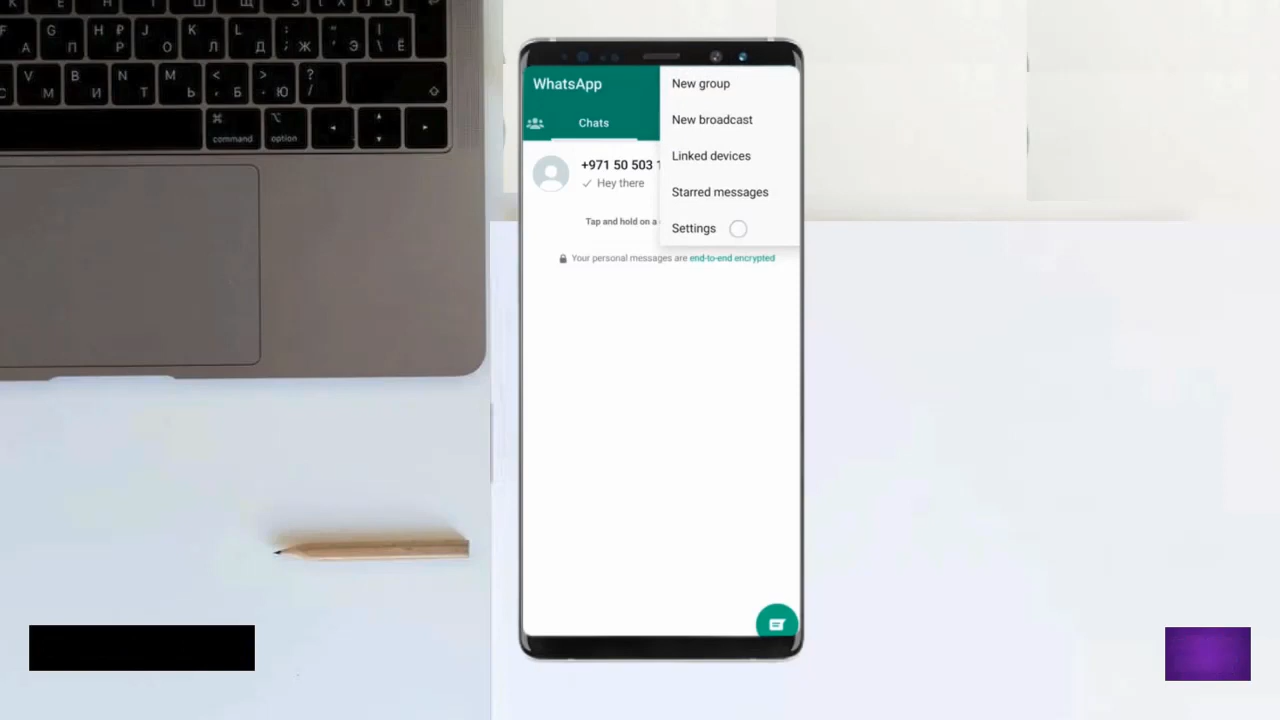 WhatsApp
Chats
New group
New broadcast
Linked devices
Starred messages
Settings
+971 50 503
Hey there
Tap and hold on a
Your personal messages are end-to-end encrypted
F G H J K L : " |
А П Р О Л Д ; Ж ' Э \ Ё
V B N M < > ?
М И Т Ь , Б . Ю /
⌘ ⌥
command option